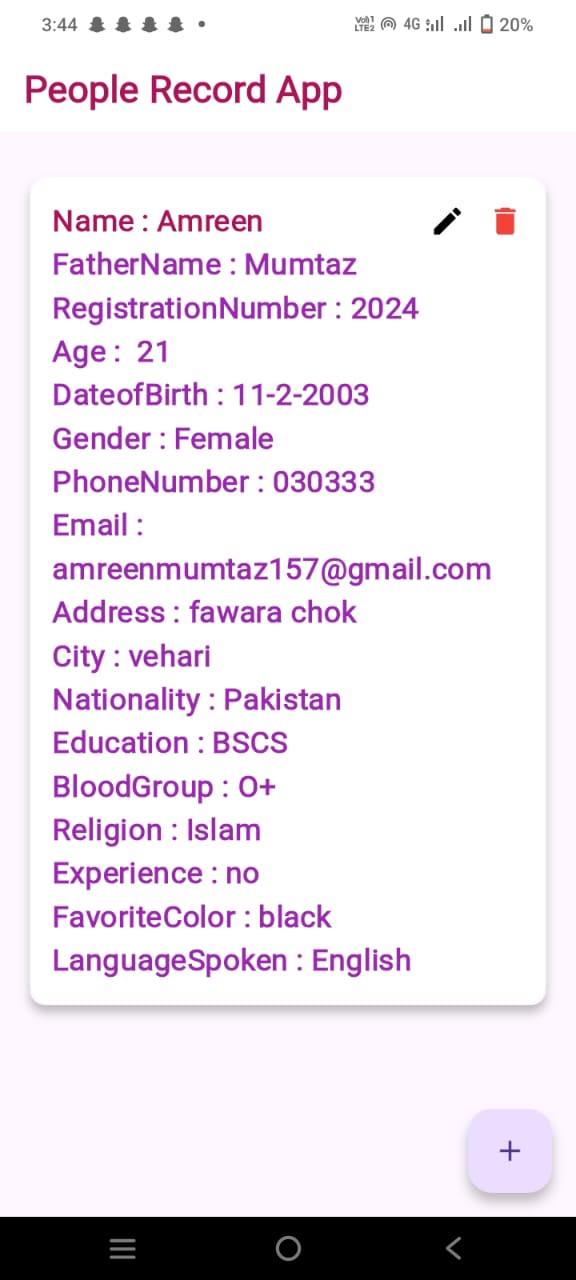 3:44
VoI1 LTE2 4G 20%
People Record App
Name : Amreen
FatherName : Mumtaz
RegistrationNumber : 2024
Age :  21
DateofBirth : 11-2-2003
Gender : Female
PhoneNumber : 030333
Email :
amreenmumtaz157@gmail.com
Address : fawara chok
City : vehari
Nationality : Pakistan
Education : BSCS
BloodGroup : O+
Religion : Islam
Experience : no
FavoriteColor : black
LanguageSpoken : English
+